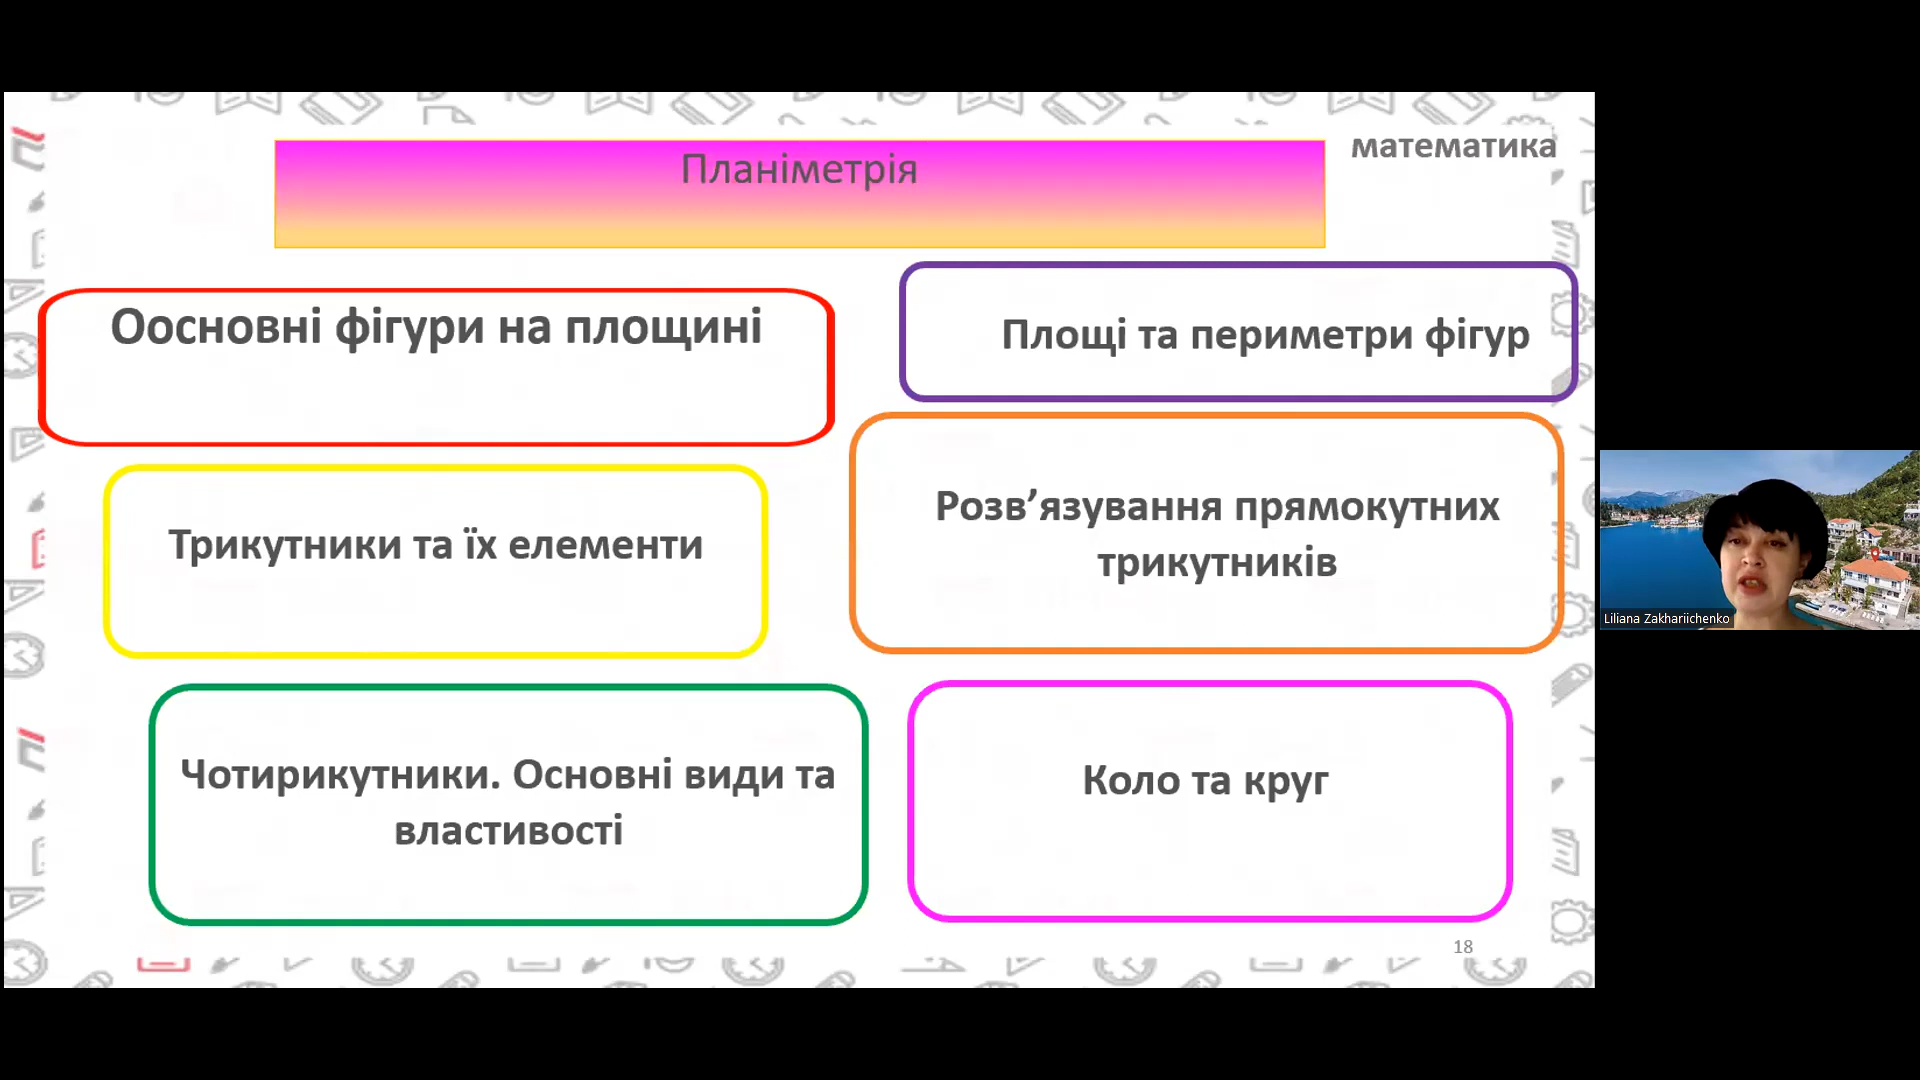 математика
Планіметрія
Оосновні фігури на площині
Площі та периметри фігур
Трикутники та їх елементи
Розв’язування прямокутних
трикутників
Чотирикутники. Основні види та
властивості
Коло та круг
18
Liliana Zakhariichenko